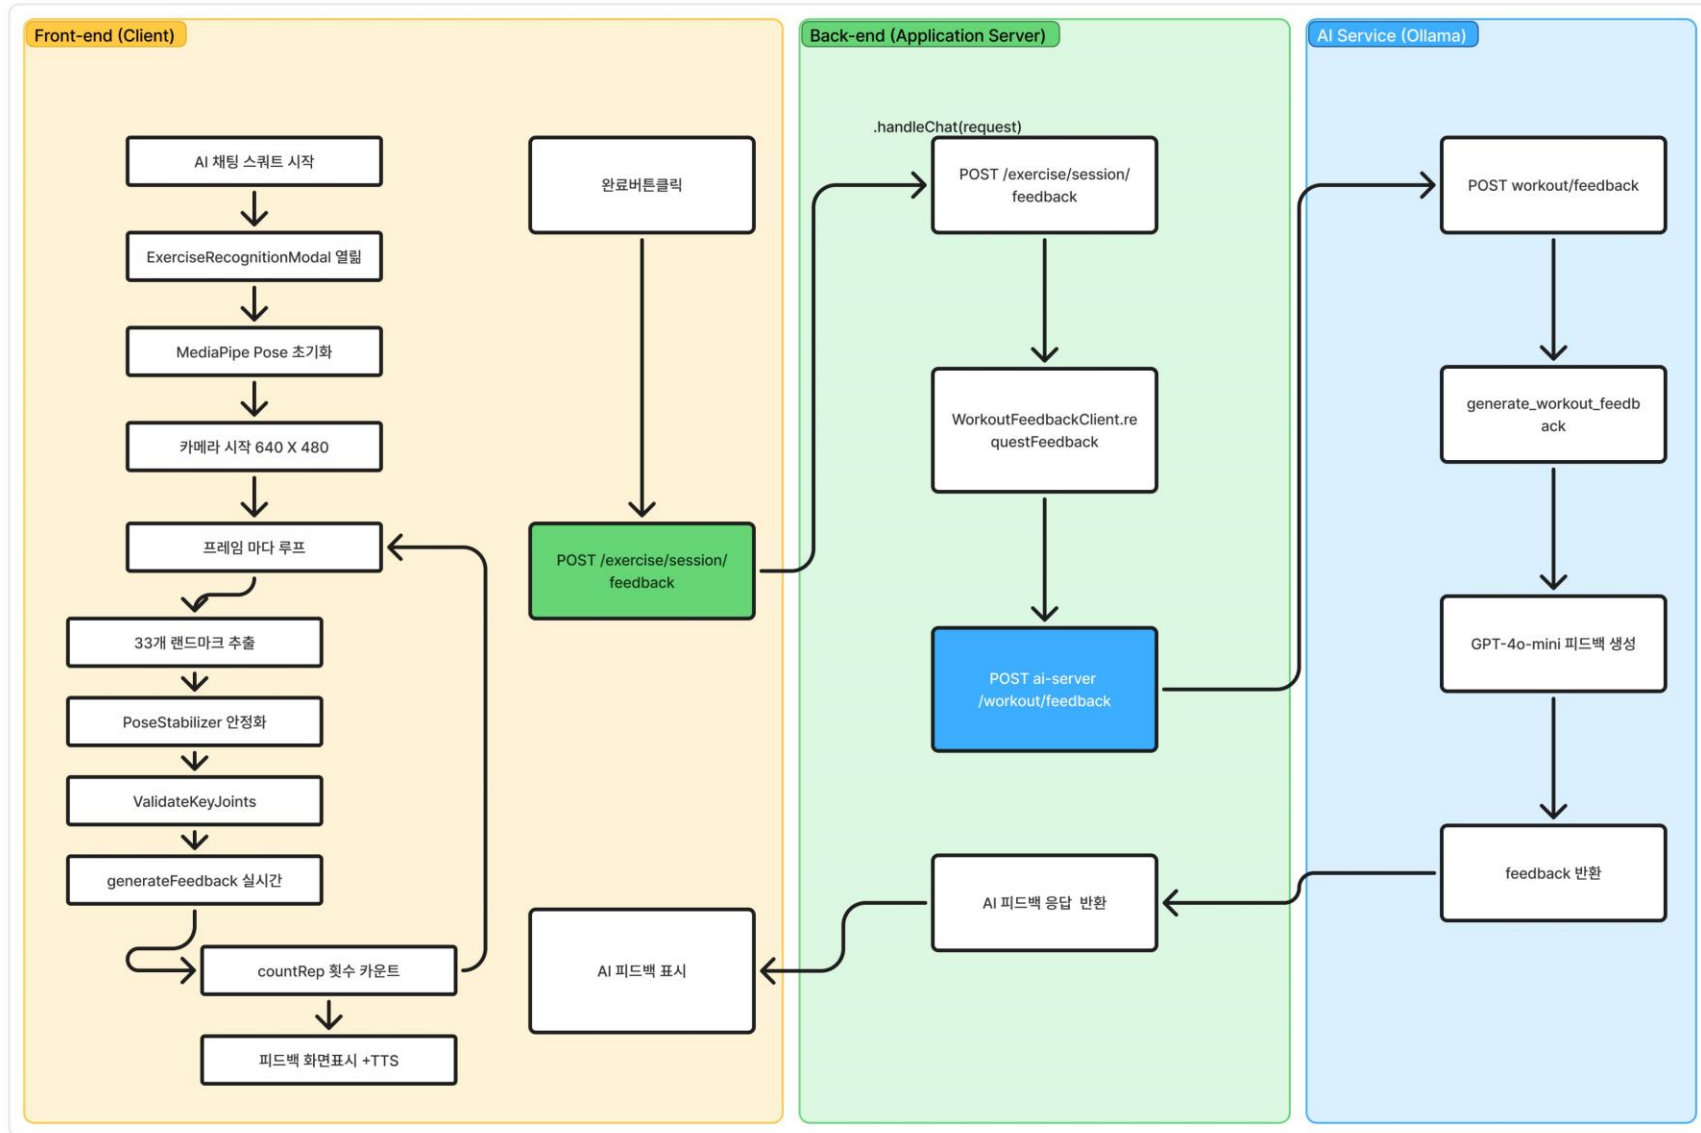 Front-end (Client)
AI 채팅 스쿼트 시작
ExerciseRecognitionModal 열릶
MediaPipe Pose 초기화
카메라 시작 640 X 480
프레임 마다 루프
33개 랜드마크 추출
PoseStabilizer 안정화
ValidateKeyJoints
generateFeedback 실시간
countRep 횟수 카운트
피드백 화면표시 +TTS
완료버튼클릭
POST /exercise/session/
feedback
AI 피드백 표시
Back-end (Application Server)
.handleChat(request)
POST /exercise/session/
feedback
WorkoutFeedbackClient.re
questFeedback
POST ai-server
/workout/feedback
AI 피드백 응답 반환
AI Service (Ollama)
POST workout/feedback
generate_workout_feedb
ack
GPT-4o-mini 피드백 생성
feedback 반환